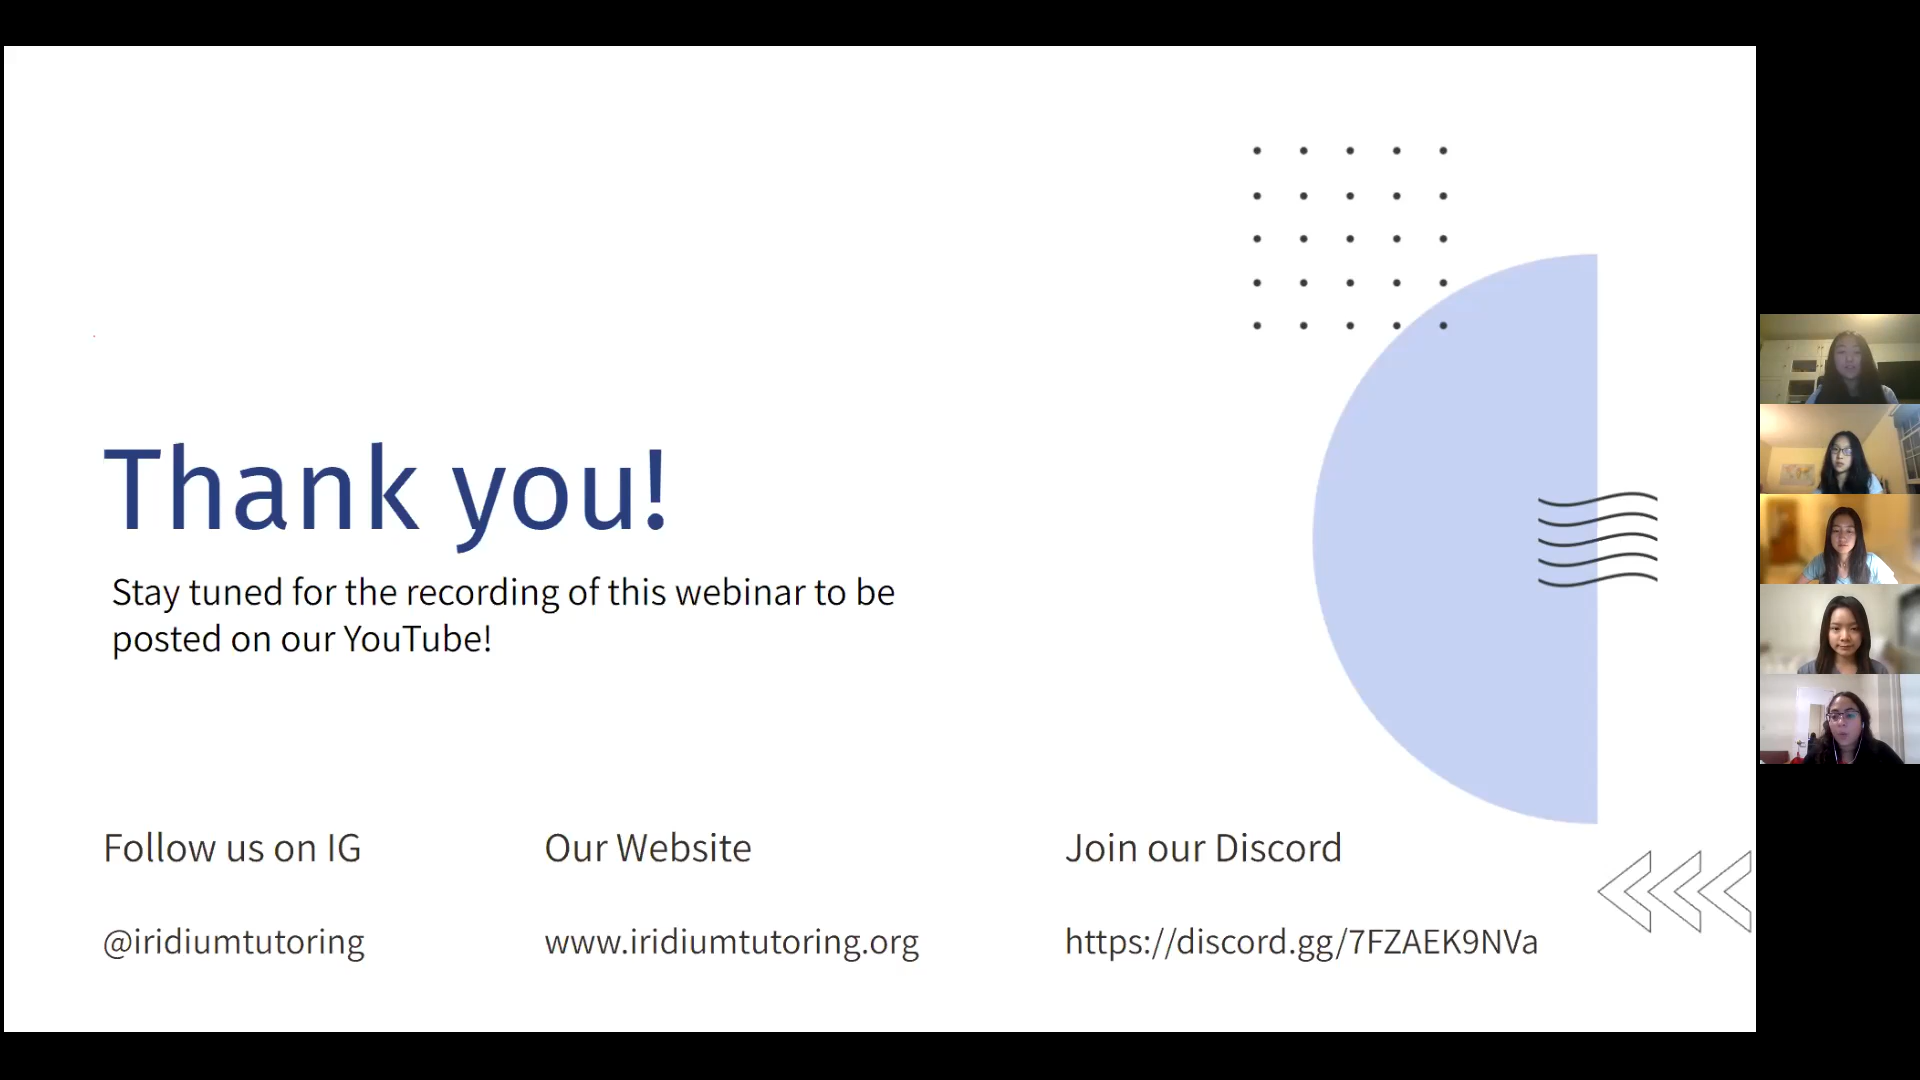 Thank you!
Stay tuned for the recording of this webinar to be
posted on our YouTube!
Follow us on IG
Our Website
Join our Discord
@iridiumtutoring
www.iridiumtutoring.org
https://discord.gg/7FZAEK9NVa